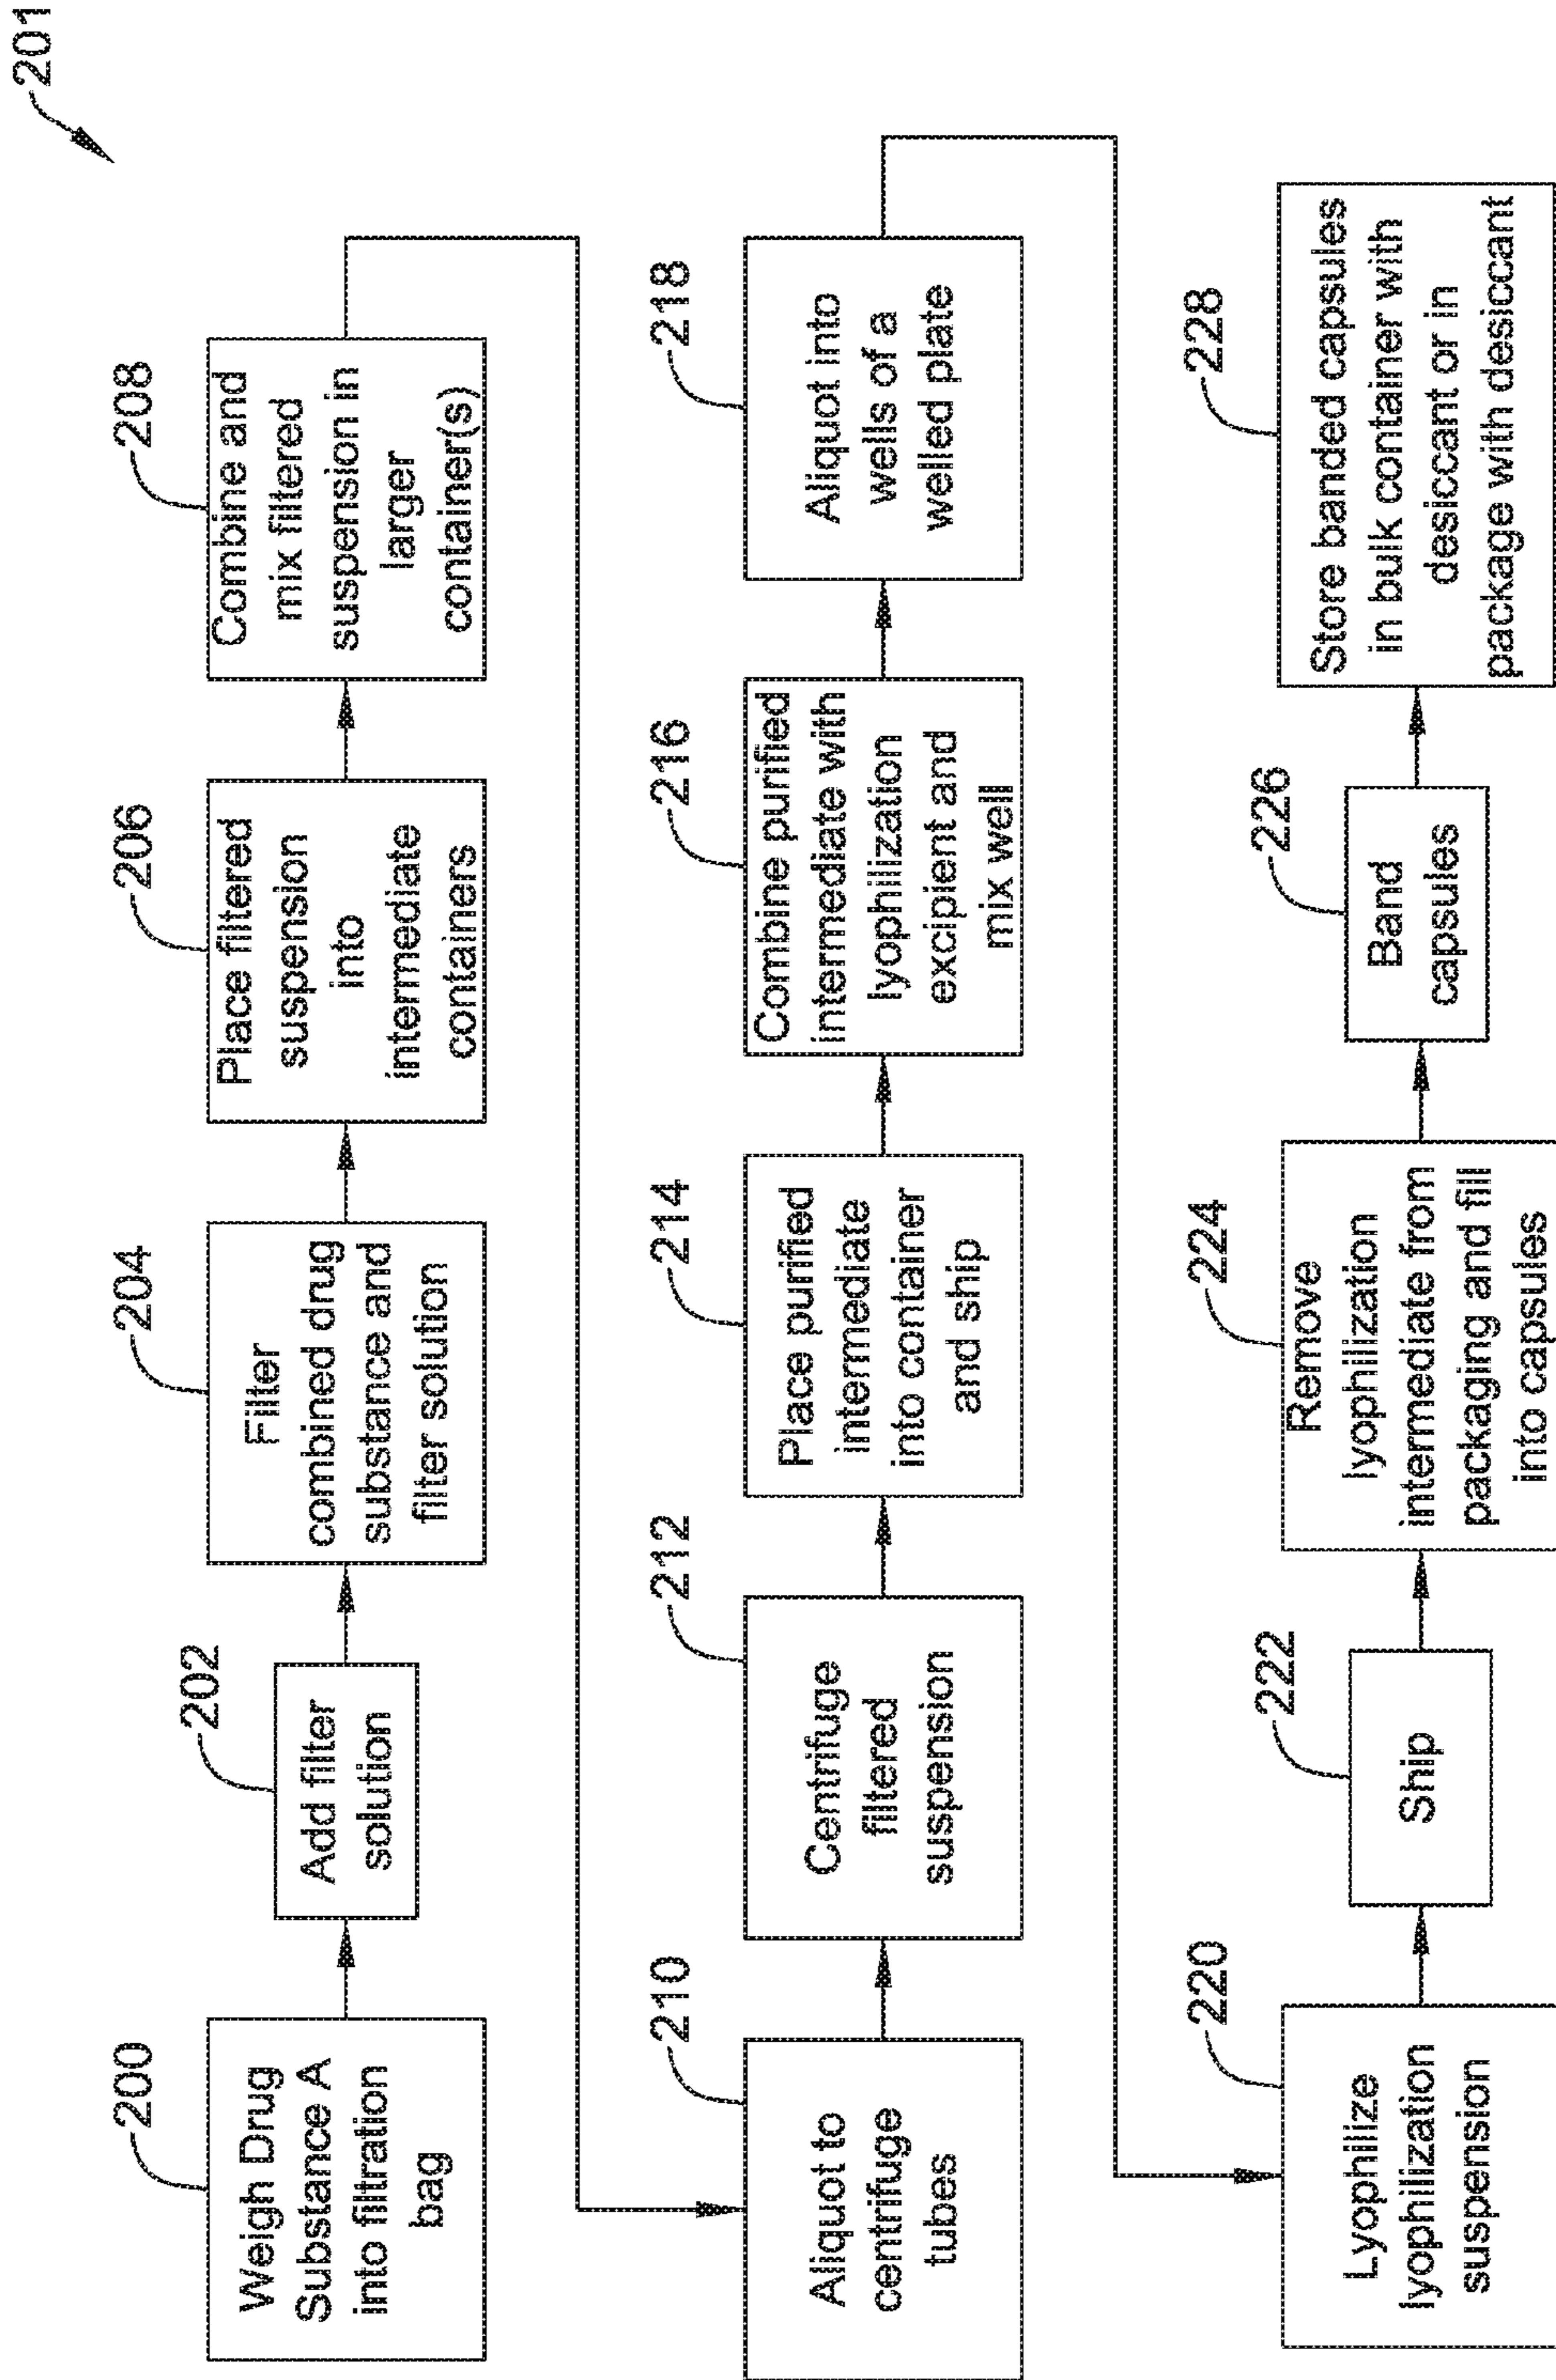 201
200
Weigh Drug
Substance A
into filtration
bag
202
Add filter
solution
204
Filter
combined drug
substance and
filter solution
206
Place filtered
suspension
into
intermediate
containers
208
Combine and
mix filtered
suspension in
larger
container(s)
210
Aliquot to
centrifuge
tubes
212
Centrifuge
filtered
suspension
214
Place purified
intermediate
into container
and ship
216
Combine purified
intermediate with
lyophilization
excipient and
mix well
218
Aliquot into
wells of a
welled plate
220
Lyophilize
lyophilization
suspension
222
Ship
224
Remove
lyophilization
intermediate from
packaging and fill
into capsules
226
Band
capsules
228
Store banded capsules
in bulk container with
desiccant or in
package with desiccant